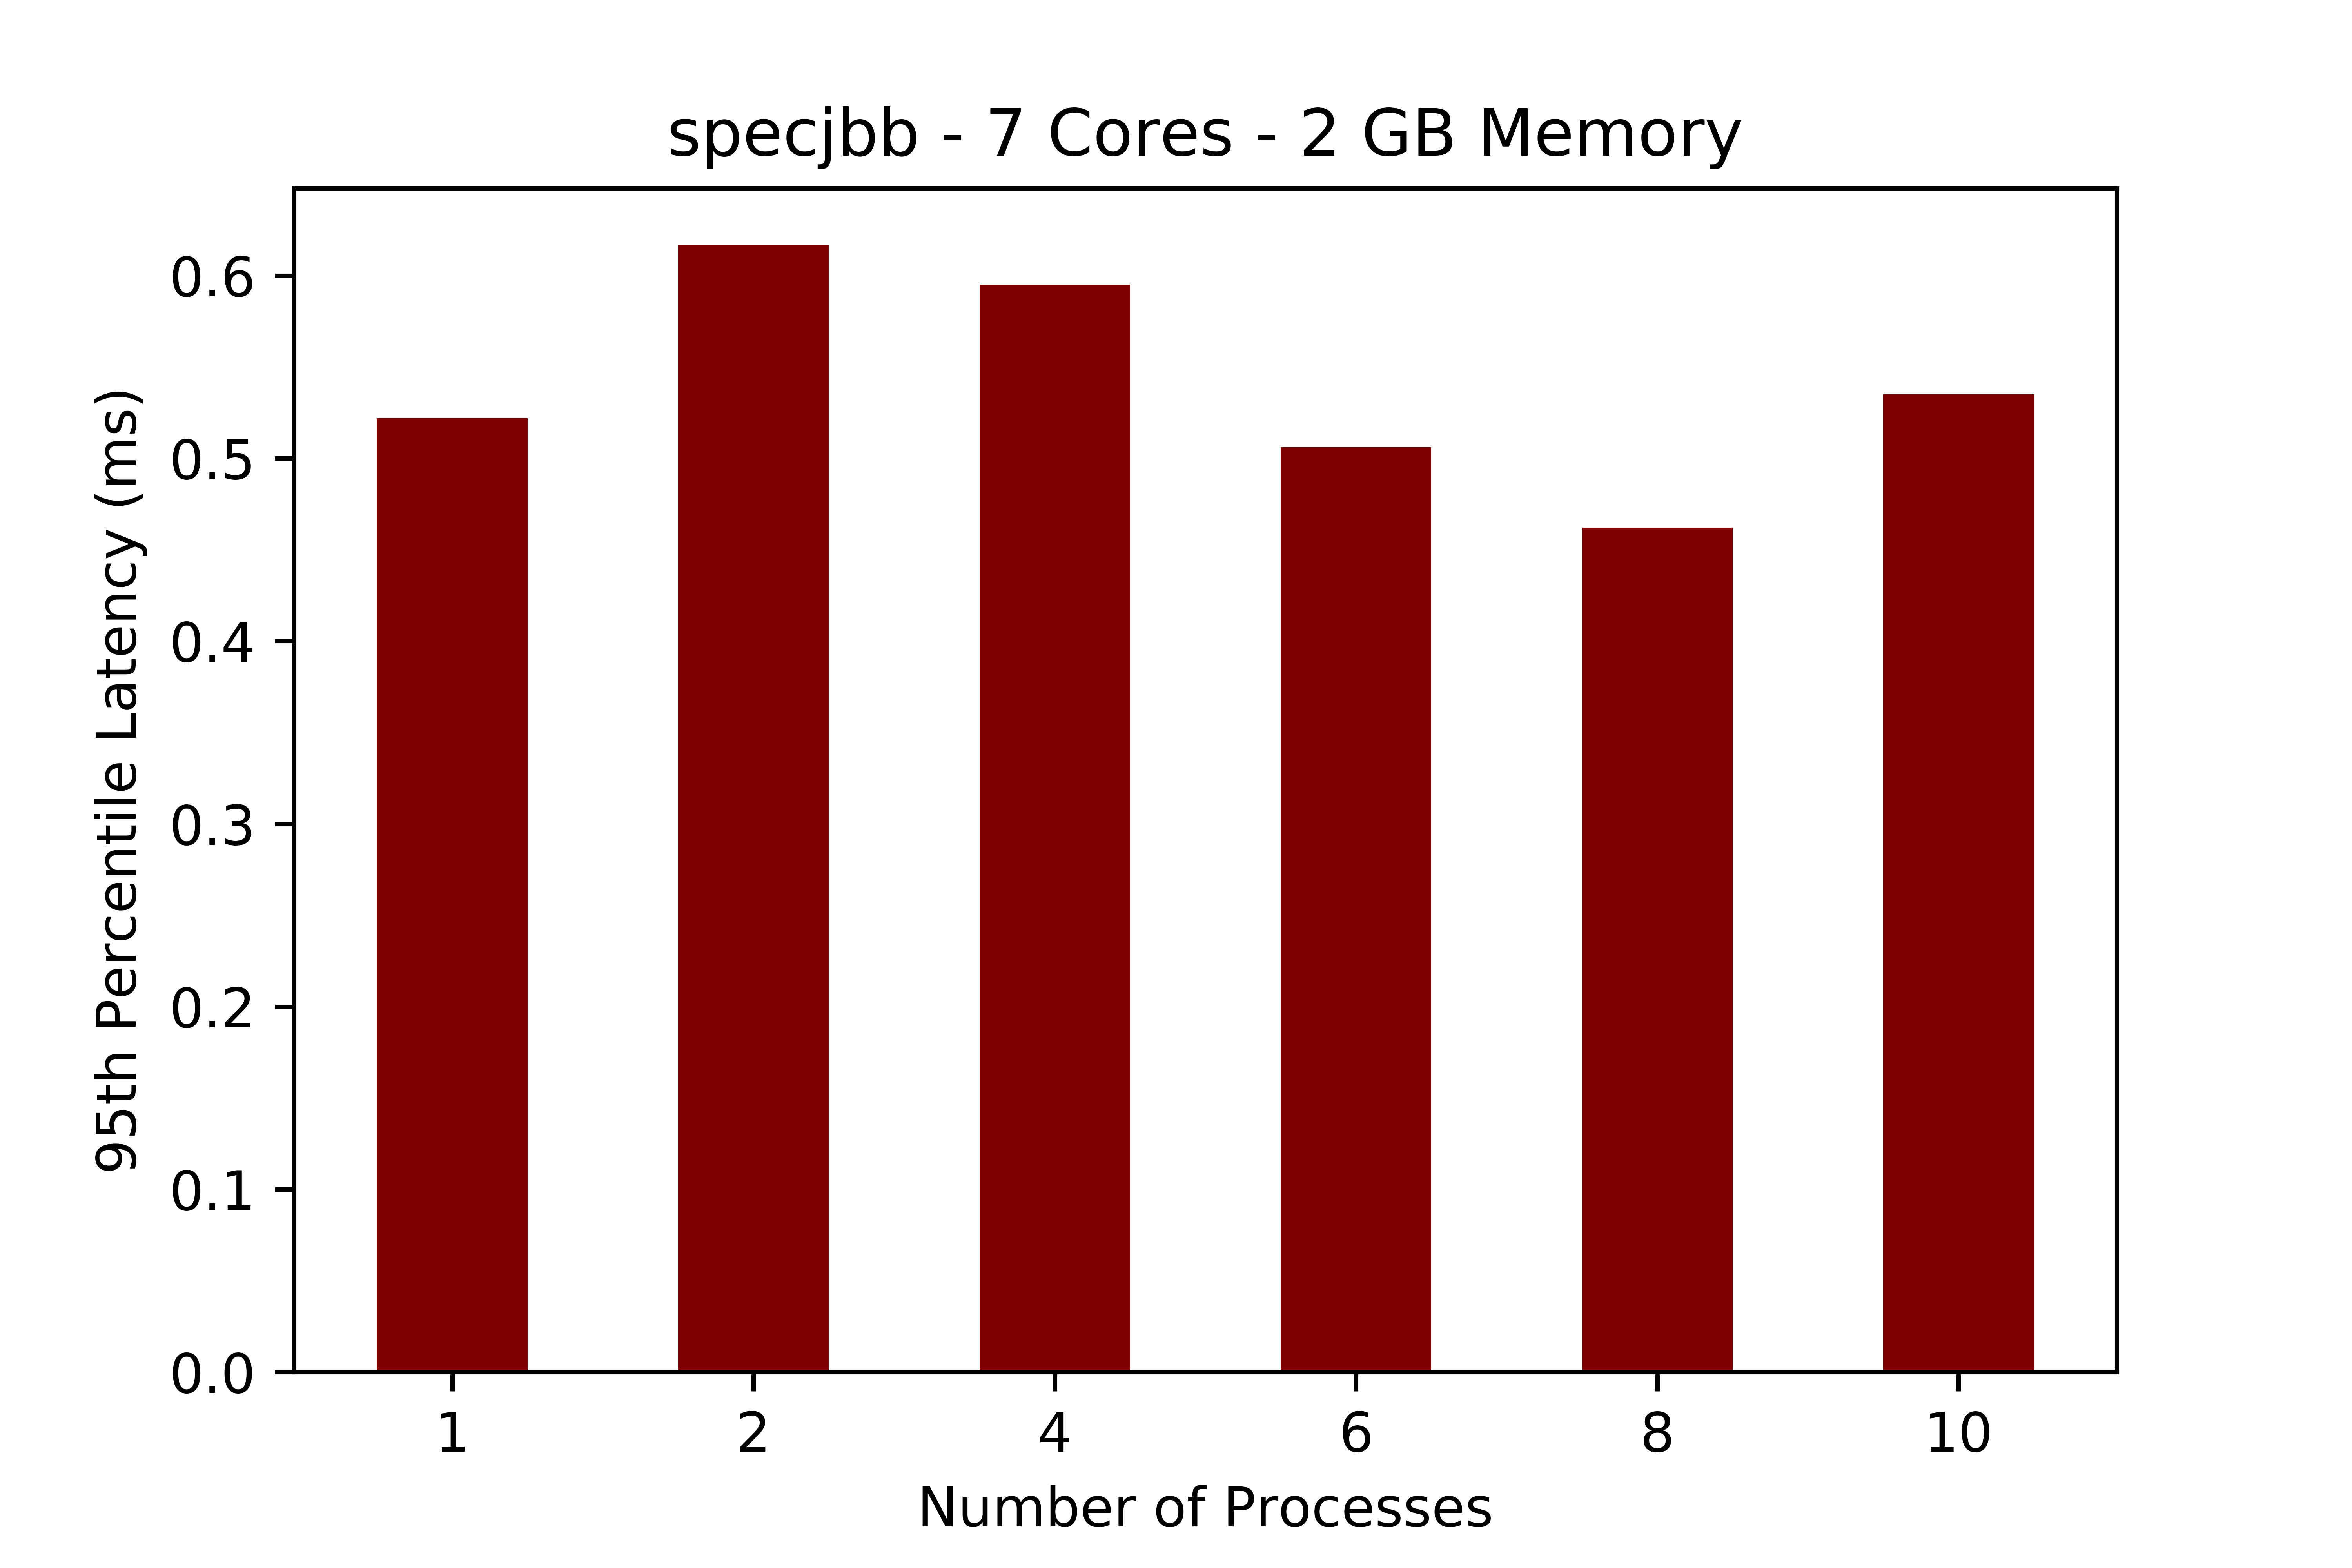 specjbb - 7 Cores - 2 GB Memory
95th Percentile Latency (ms)
0.6
0.5
0.4
0.3
0.2
0.1
0.0
1 2 4 6 8 10
Number of Processes